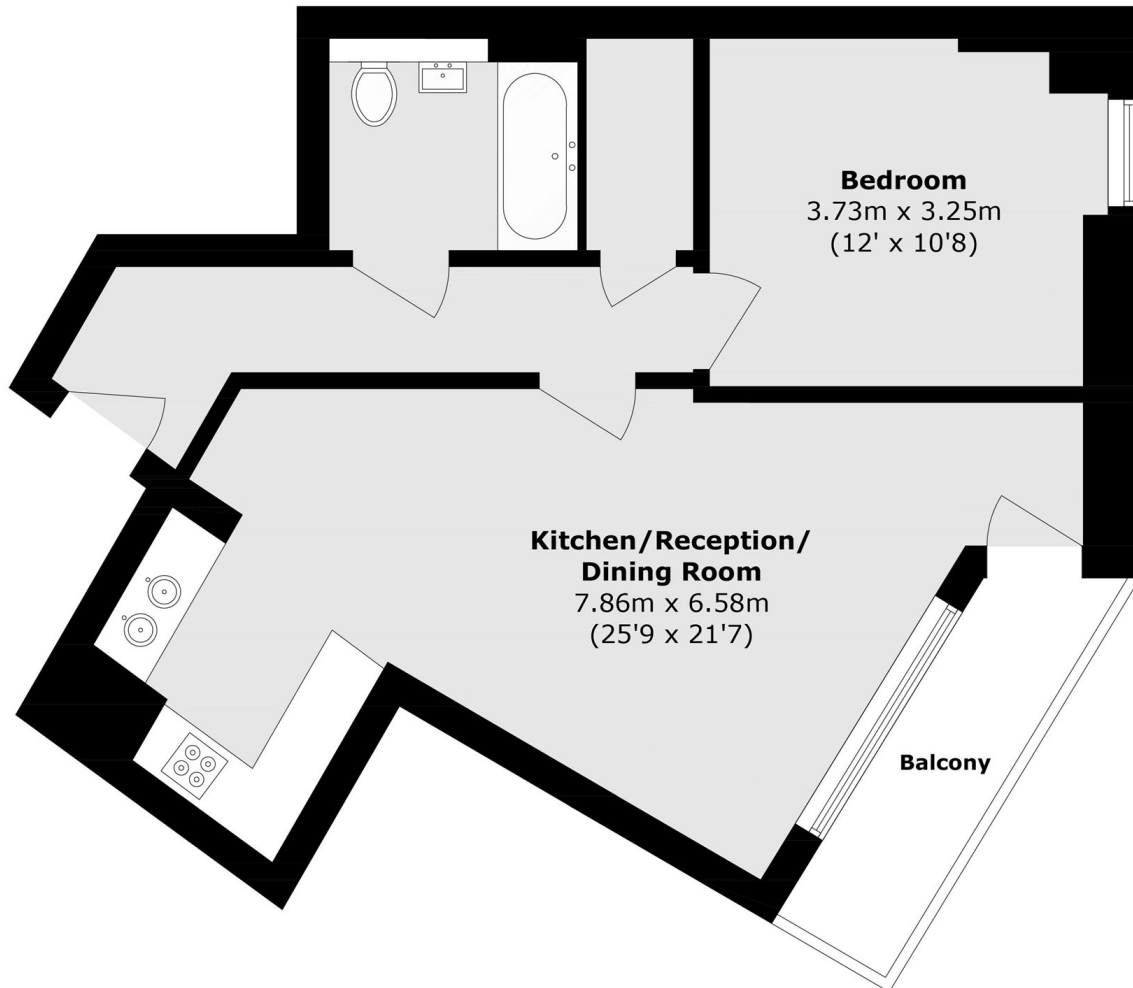 Bedroom
3.73m x 3.25m
(12' x 10'8)
Kitchen/Reception/
Dining Room
7.86m x 6.58m
(25'9 x 21'7)
Balcony